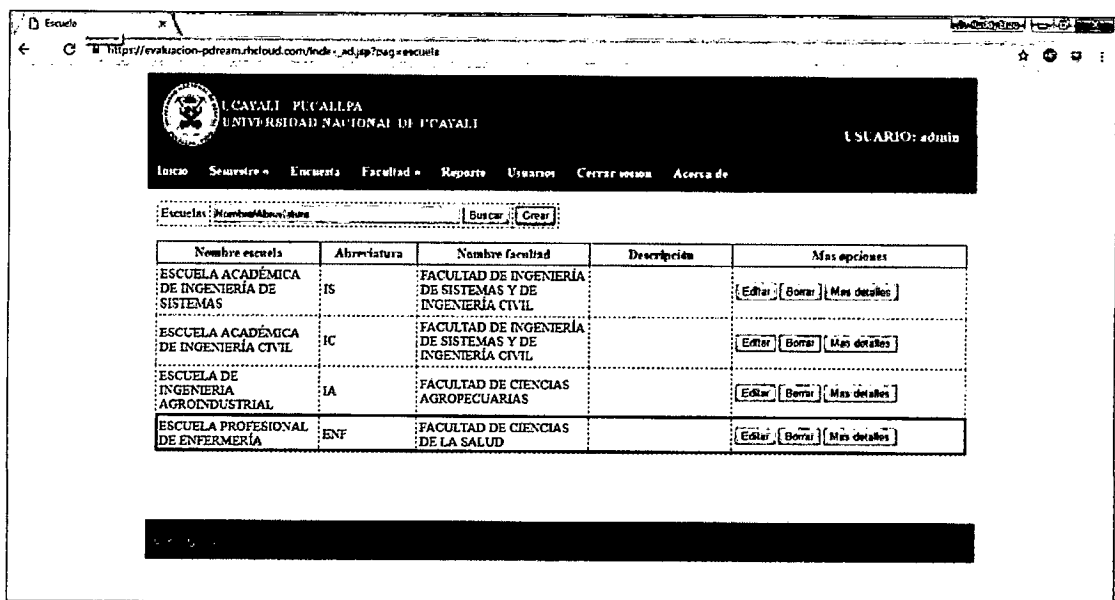 Escuela
https://evaluacion-pdream.rhcloud.com/index_ad.jsp?pag=escuela
UCAYALI PUCALLPA
UNIVERSIDAD NACIONAL DE UCAYALI
USUARIO: admin
Inicio Semestre » Encuesta Facultad » Reporte Usuarios Cerrar sesion Acerca de
Escuelas Nombre/Abreviatura Buscar Crear
Nombre escuela Abreviatura Nombre facultad Descripción Mas opciones
ESCUELA ACADÉMICA
DE INGENIERÍA DE
SISTEMAS
IS
FACULTAD DE INGENIERÍA
DE SISTEMAS Y DE
INGENIERÍA CIVIL
Editar Borrar Mas detalles
ESCUELA ACADÉMICA
DE INGENIERÍA CIVIL
IC
FACULTAD DE INGENIERÍA
DE SISTEMAS Y DE
INGENIERÍA CIVIL
Editar Borrar Mas detalles
ESCUELA DE
INGENIERIA
AGROINDUSTRIAL
IA
FACULTAD DE CIENCIAS
AGROPECUARIAS
Editar Borrar Mas detalles
ESCUELA PROFESIONAL
DE ENFERMERÍA
ENF
FACULTAD DE CIENCIAS
DE LA SALUD
Editar Borrar Mas detalles